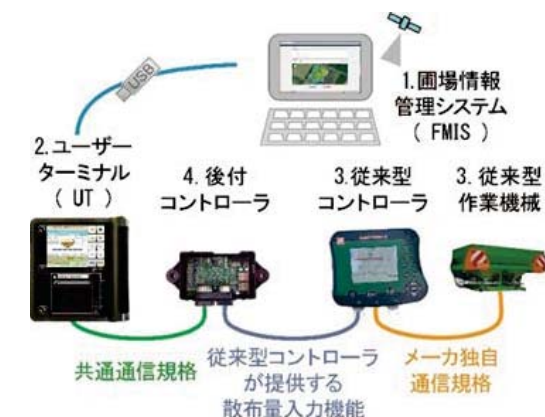 USB
1.圃場情報
管理システム
( FMIS )
2.ユーザー
ターミナル
( UT )
4.後付
コントローラ
3.従来型
コントローラ
3.従来型
作業機械
共通通信規格
従来型コントローラ
が提供する
散布量入力機能
メーカ独自
通信規格